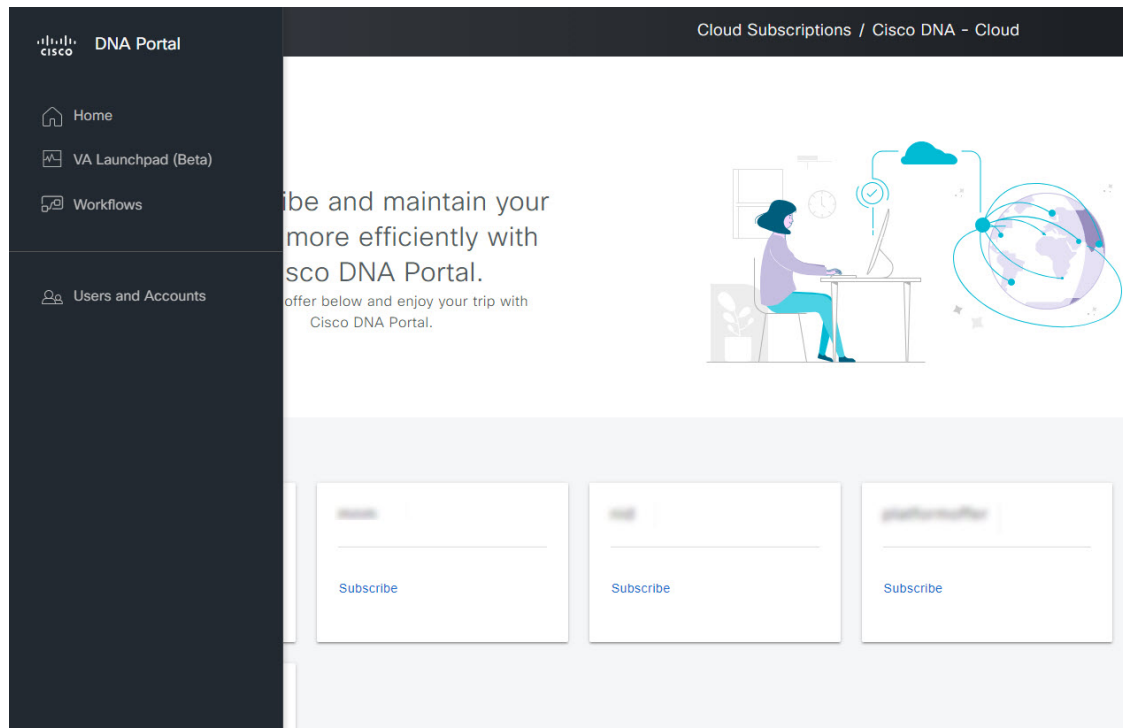 cisco DNA Portal
Cloud Subscriptions / Cisco DNA - Cloud
Home
VA Launchpad (Beta)
Workflows
Users and Accounts
ibe and maintain your
more efficiently with
sco DNA Portal.
offer below and enjoy your trip with
Cisco DNA Portal.
Subscribe
Subscribe
Subscribe